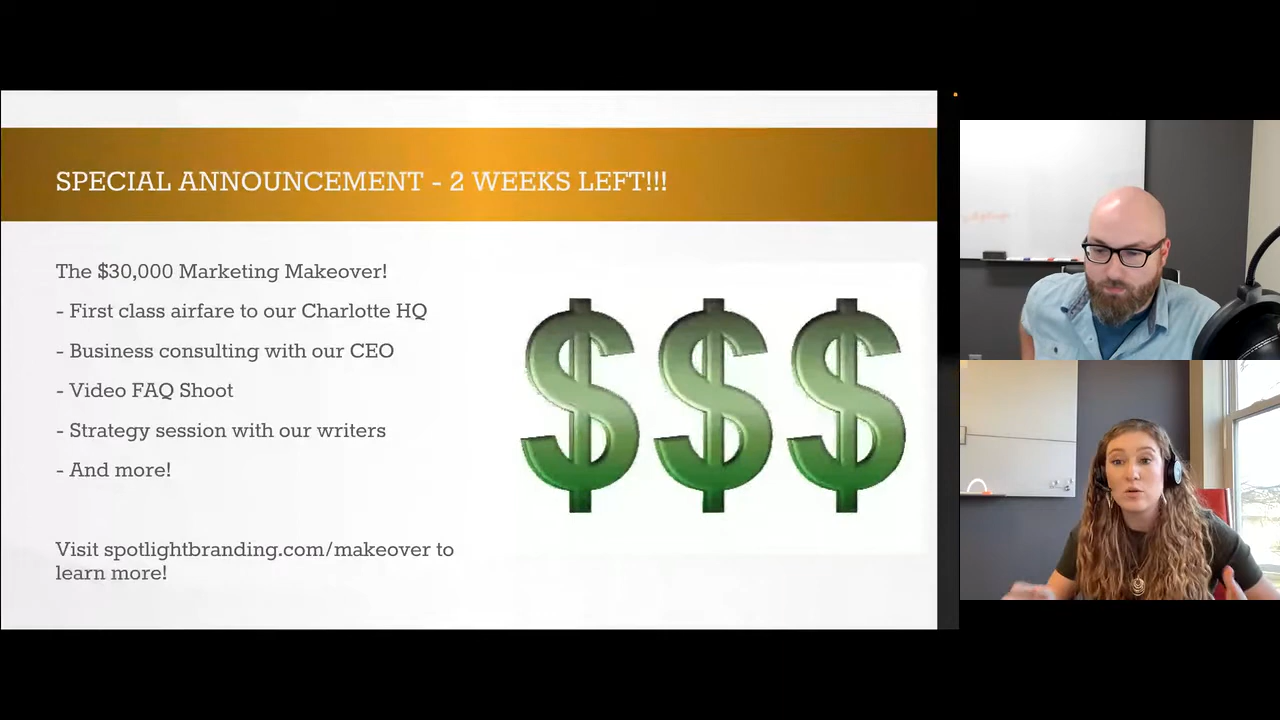 SPECIAL ANNOUNCEMENT - 2 WEEKS LEFT!!!
The $30,000 Marketing Makeover!
- First class airfare to our Charlotte HQ
- Business consulting with our CEO
- Video FAQ Shoot
- Strategy session with our writers
- And more!
Visit spotlightbranding.com/makeover to
learn more!
$$$